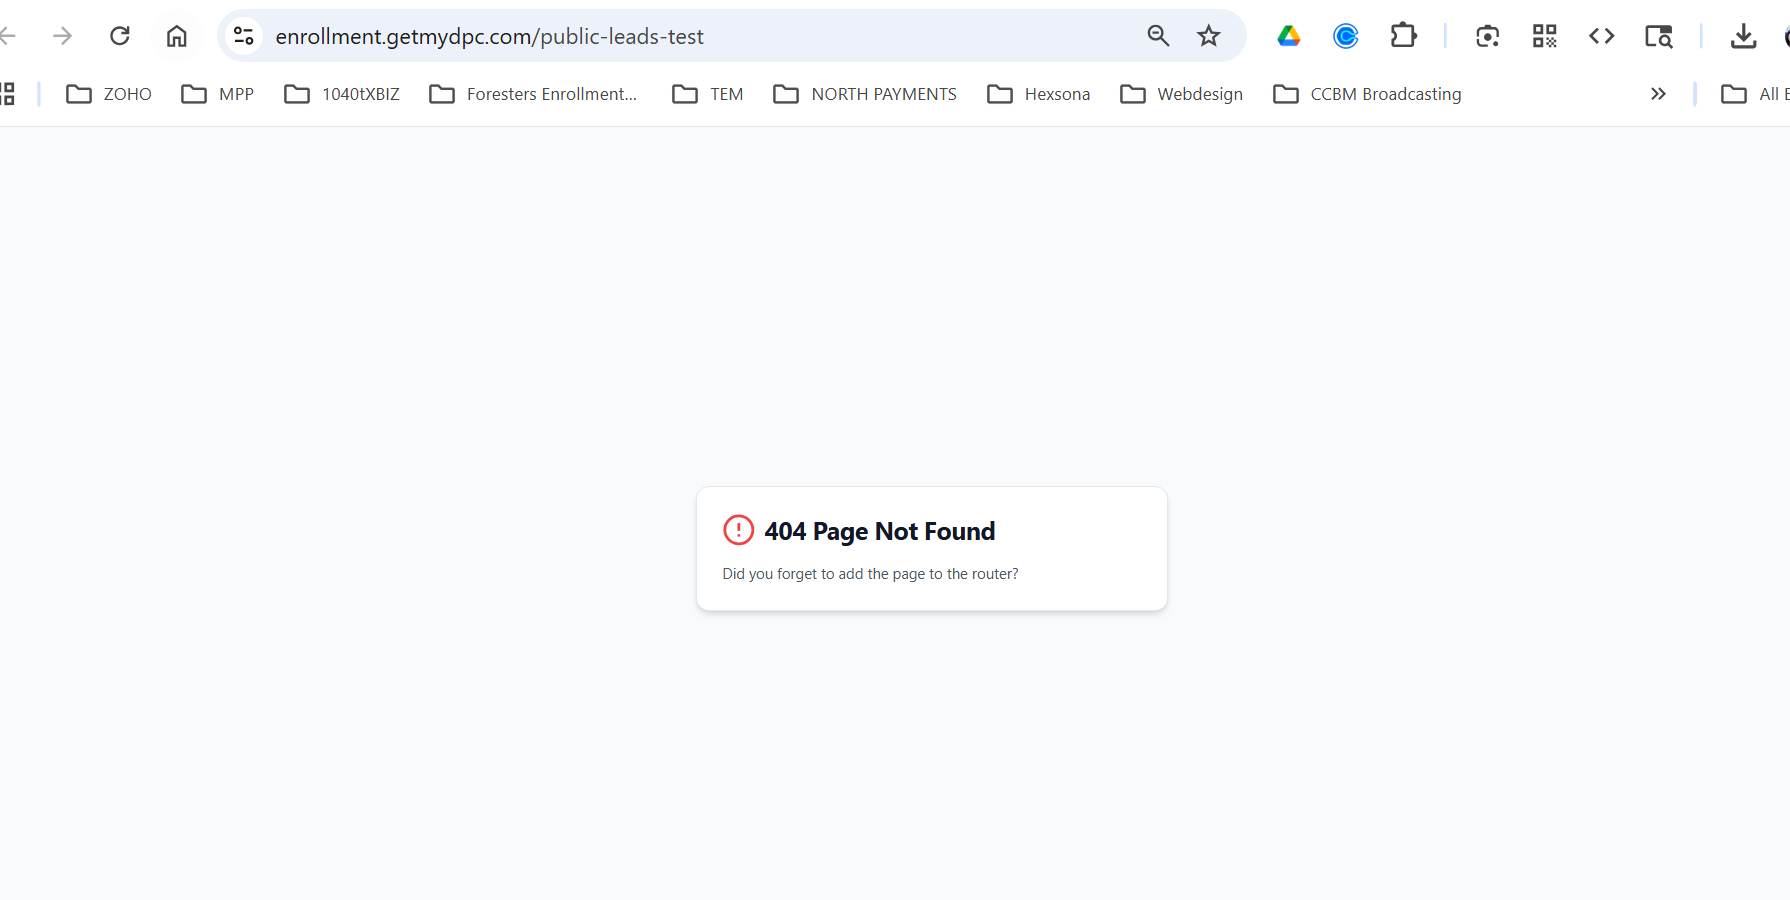 enrollment.getmydpc.com/public-leads-test
ZOHO MPP 1040tXBIZ Foresters Enrollment... TEM NORTH PAYMENTS Hexsona Webdesign CCBM Broadcasting All
404 Page Not Found
Did you forget to add the page to the router?